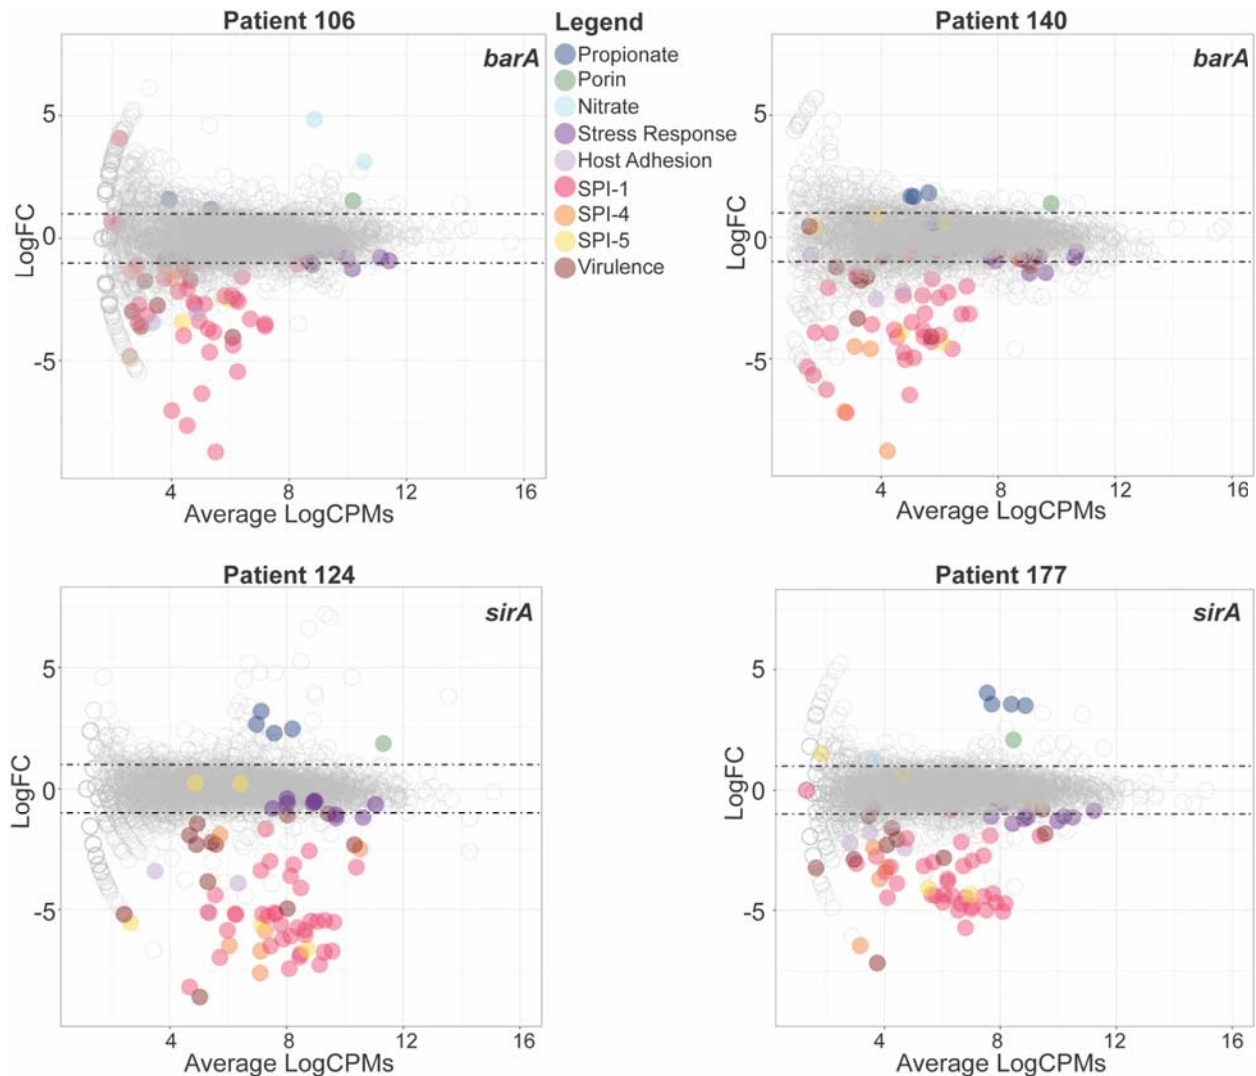 Patient 106
barA
5
0
-5
LogFC
4 8 12 16
Average LogCPMs
Legend
Propionate
Porin
Nitrate
Stress Response
Host Adhesion
SPI-1
SPI-4
SPI-5
Virulence
Patient 140
barA
5
0
-5
LogFC
4 8 12 16
Average LogCPMs
Patient 124
sirA
5
0
-5
LogFC
4 8 12 16
Average LogCPMs
Patient 177
sirA
5
0
-5
LogFC
4 8 12 16
Average LogCPMs